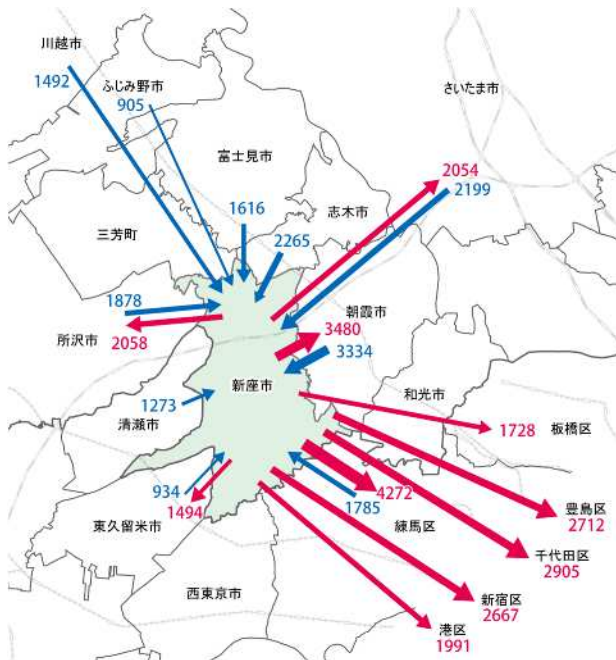 川越市
1492
ふじみ野市
905
さいたま市
富士見市
2054
2199
1616
志木市
三芳町
2265
1878
朝霞市
3480
所沢市
2058
3334
新座市
和光市
1273
清瀬市
板橋区
1728
934
4272
1785
豊島区
2712
1494
東久留米市
練馬区
千代田区
2905
西東京市
新宿区
2667
港区
1991